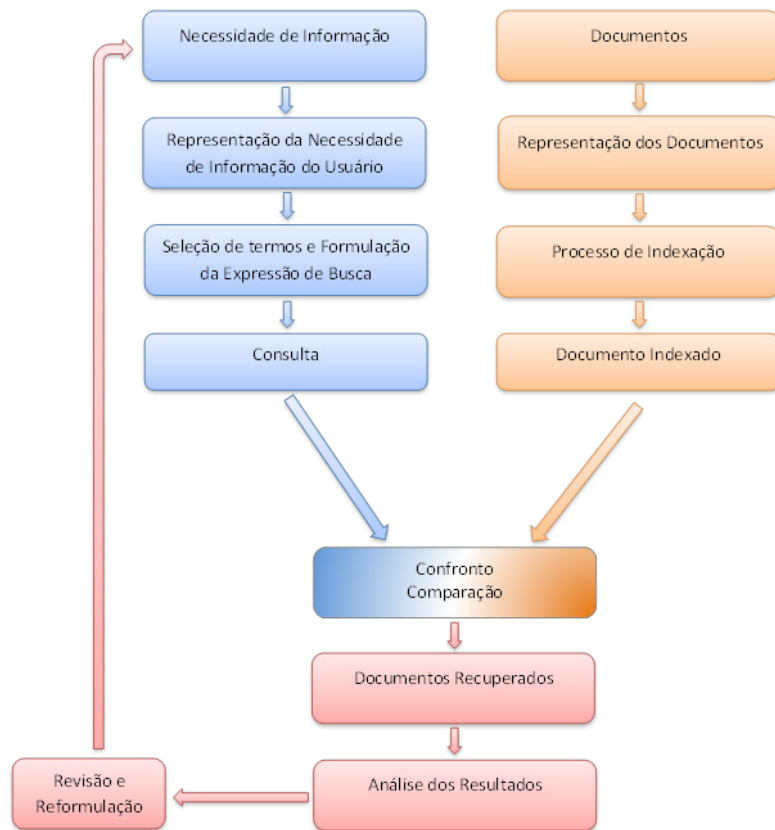 Necessidade de Informação
Documentos
Representação da Necessidade
de Informação do Usuário
Representação dos Documentos
Seleção de termos e Formulação
da Expressão de Busca
Processo de Indexação
Consulta
Documento Indexado
Confronto
Comparação
Documentos Recuperados
Análise dos Resultados
Revisão e
Reformulação